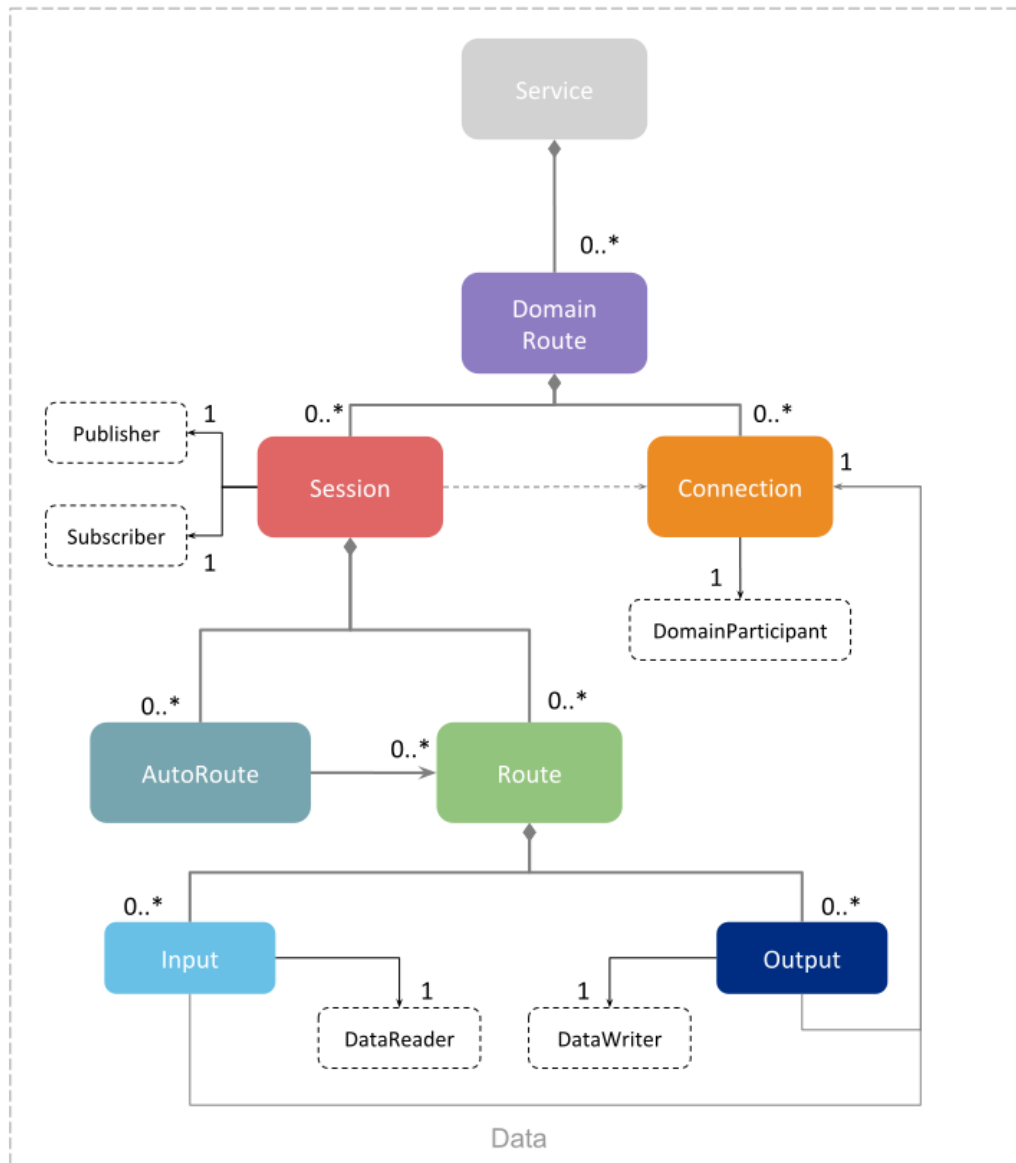 Service
0..*
Domain
Route
0..*
0..*
1
Publisher
Session
Connection
1
Subscriber
1
1
DomainParticipant
0..*
0..*
AutoRoute
0..*
Route
0..*
0..*
Input
Output
1
1
DataReader
DataWriter
Data